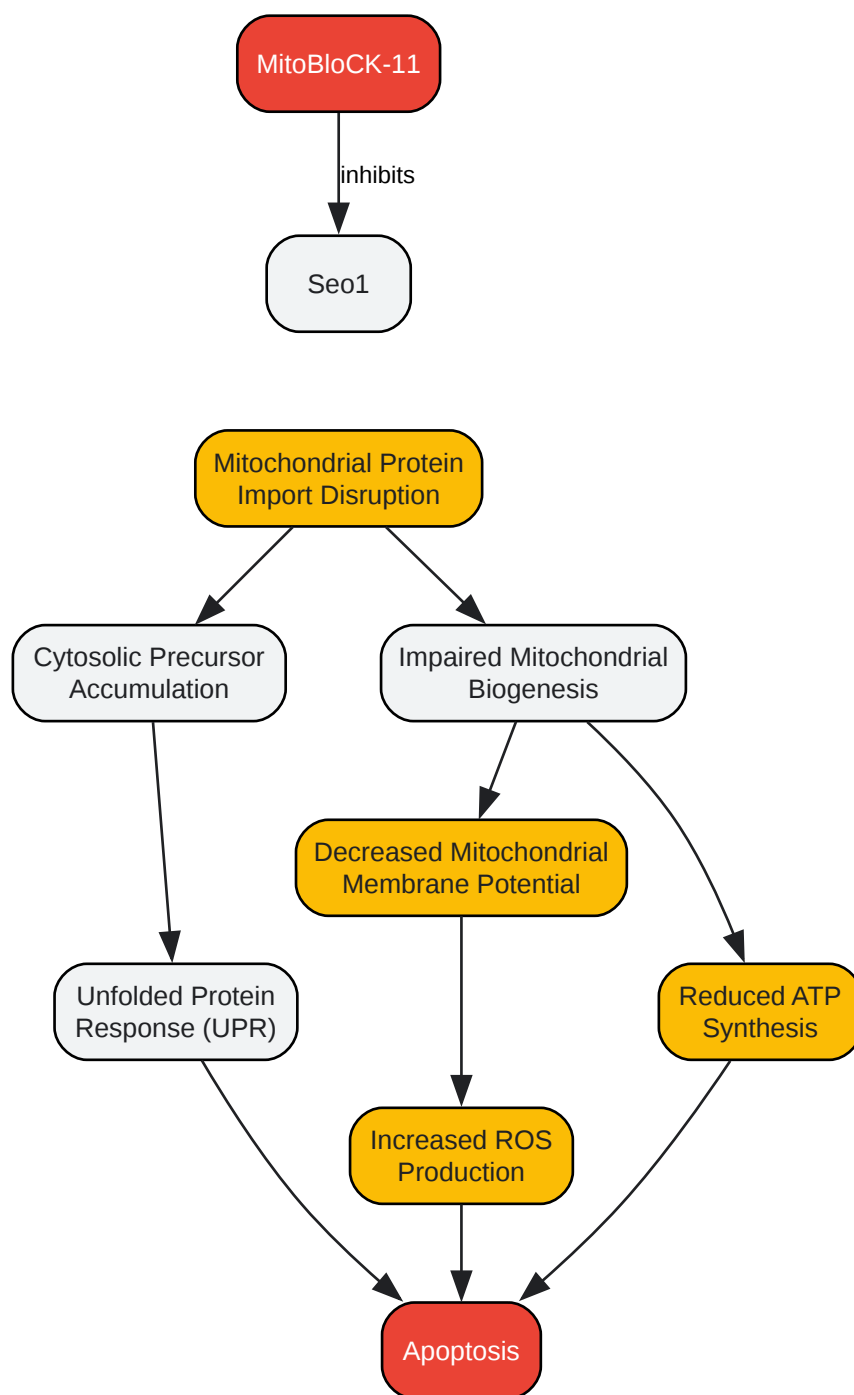 MitoBloCK-11
inhibits
Seo1
Mitochondrial Protein
Import Disruption
Cytosolic Precursor
Accumulation
Impaired Mitochondrial
Biogenesis
Decreased Mitochondrial
Membrane Potential
Unfolded Protein
Response (UPR)
Reduced ATP
Synthesis
Increased ROS
Production
Apoptosis